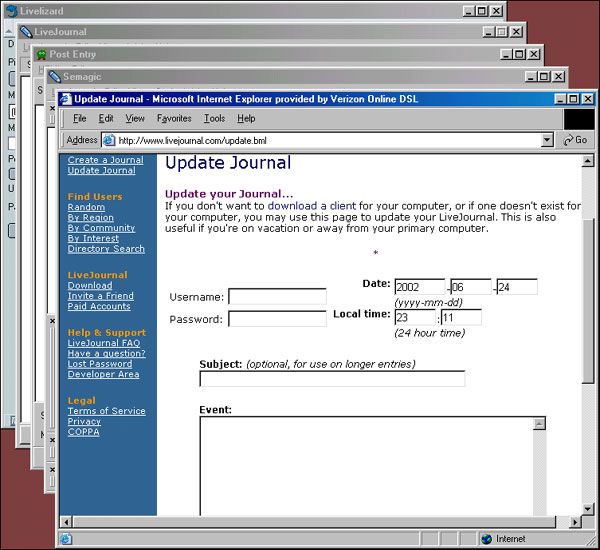 Livelizard
LiveJournal
Post Entry
Semagic
Update Journal - Microsoft Internet Explorer provided by Verizon Online DSL
File Edit View Favorites Tools Help
Address http://www.livejournal.com/update.bml Go
Create a Journal
Update Journal
Find Users
Random
By Region
By Community
By Interest
Directory Search
LiveJournal
Download
Invite a Friend
Paid Accounts
Help & Support
LiveJournal FAQ
Have a question?
Lost Password
Developer Area
Legal
Terms of Service
Privacy
COPPA
Update Journal
Update your Journal...
If you don't want to download a client for your computer, or if one doesn't exist for
your computer, you may use this page to update your LiveJournal. This is also
useful if you're on vacation or away from your primary computer.
*
Username:
Password:
Date: 2002 -06 -24
(yyyy-mm-dd)
Local time: 23 : 11
(24 hour time)
Subject: (optional, for use on longer entries)
Event:
Internet